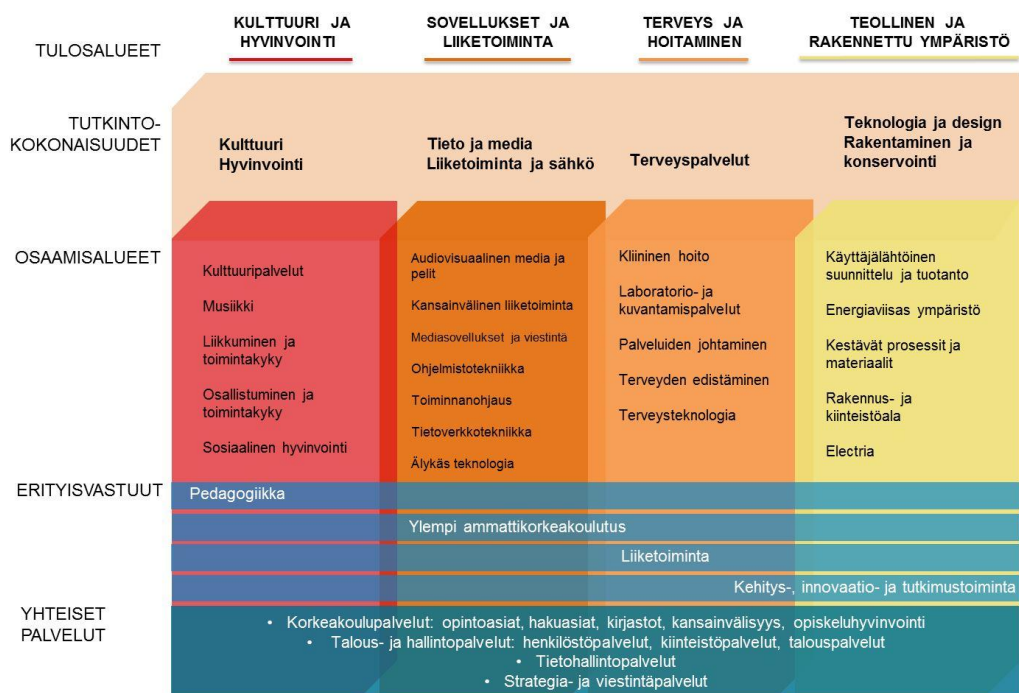 TULOSALUEET
KULTTUURI JA
HYVINVOINTI
SOVELLUKSET JA
LIIKETOIMINTA
TERVEYS JA
HOITAMINEN
TEOLLINEN JA
RAKENNETTU YMPÄRISTÖ
TUTKINTO-
KOKONAISUUDET
Kulttuuri
Hyvinvointi
Tieto ja media
Liiketoiminta ja sähkö
Terveyspalvelut
Teknologia ja design
Rakentaminen ja
konservointi
OSAAMISALUEET
Kulttuuripalvelut
Musiikki
Liikkuminen ja
toimintakyky
Osallistuminen ja
toimintakyky
Sosiaalinen hyvinvointi
Audiovisuaalinen media ja
pelit
Kansainvälinen liiketoiminta
Mediasovellukset ja viestintä
Ohjelmistotekniikka
Toiminnanohjaus
Tietoverkkotekniikka
Älykäs teknologia
Kliininen hoito
Laboratorio- ja
kuvantamispalvelut
Palveluiden johtaminen
Terveyden edistäminen
Terveysteknologia
Käyttäjälähtöinen
suunnittelu ja tuotanto
Energiaviisas ympäristö
Kestävät prosessit ja
materiaalit
Rakennus- ja
kiinteistöala
Electria
ERITYISVASTUUT
Pedagogiikka
Ylempi ammattikorkeakoulutus
Liiketoiminta
Kehitys-, innovaatio- ja tutkimustoiminta
YHTEISET
PALVELUT
• Korkeakoulupalvelut: opintoasiat, hakuasiat, kirjastot, kansainvälisyys, opiskeluhyvinvointi
• Talous- ja hallintopalvelut: henkilöstöpalvelut, kiinteistöpalvelut, talouspalvelut
• Tietohallintopalvelut
• Strategia- ja viestintäpalvelut